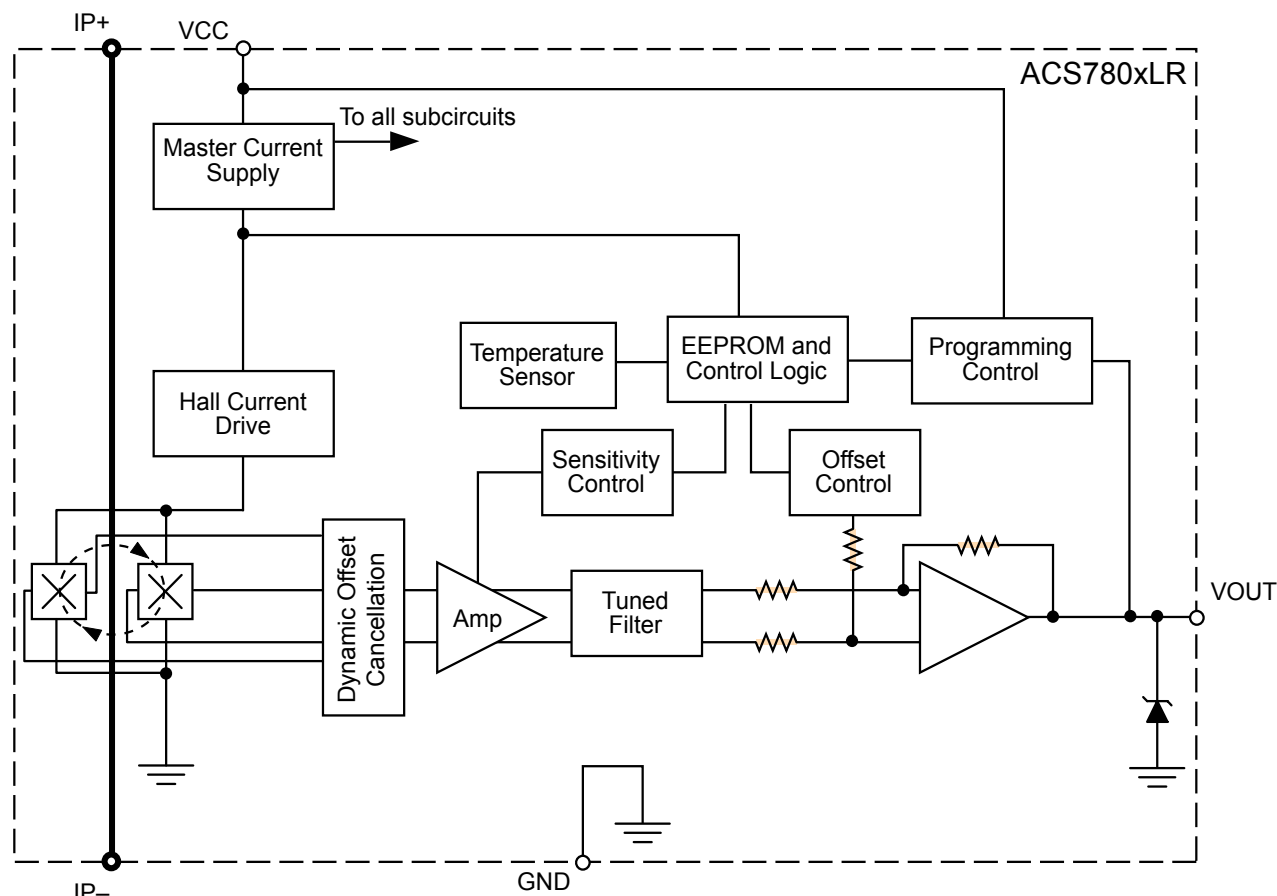 IP+
VCC
ACS780xLR
To all subcircuits
Master Current
Supply
Temperature
Sensor
EEPROM and
Control Logic
Programming
Control
Hall Current
Drive
Sensitivity
Control
Offset
Control
Dynamic Offset
Cancellation
Amp
Tuned
Filter
VOUT
GND
IP–